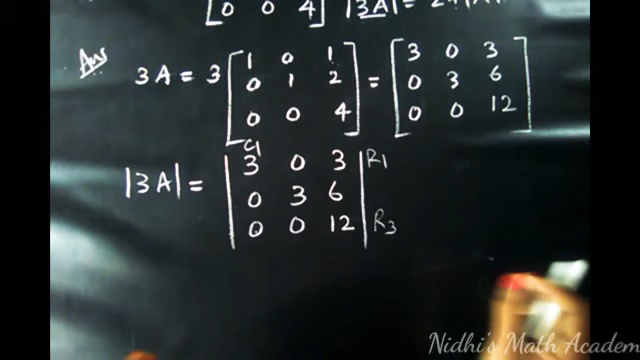 [0 0 4] |3A| = 27|A|
Ans
3A = 3 [1 0 1 = [3 0 3
0 1 2 0 3 6
0 0 4] 0 0 12]
C1
|3A| = |3 0 3| R1
0 3 6
0 0 12| R3
Nidhi's Math Academ